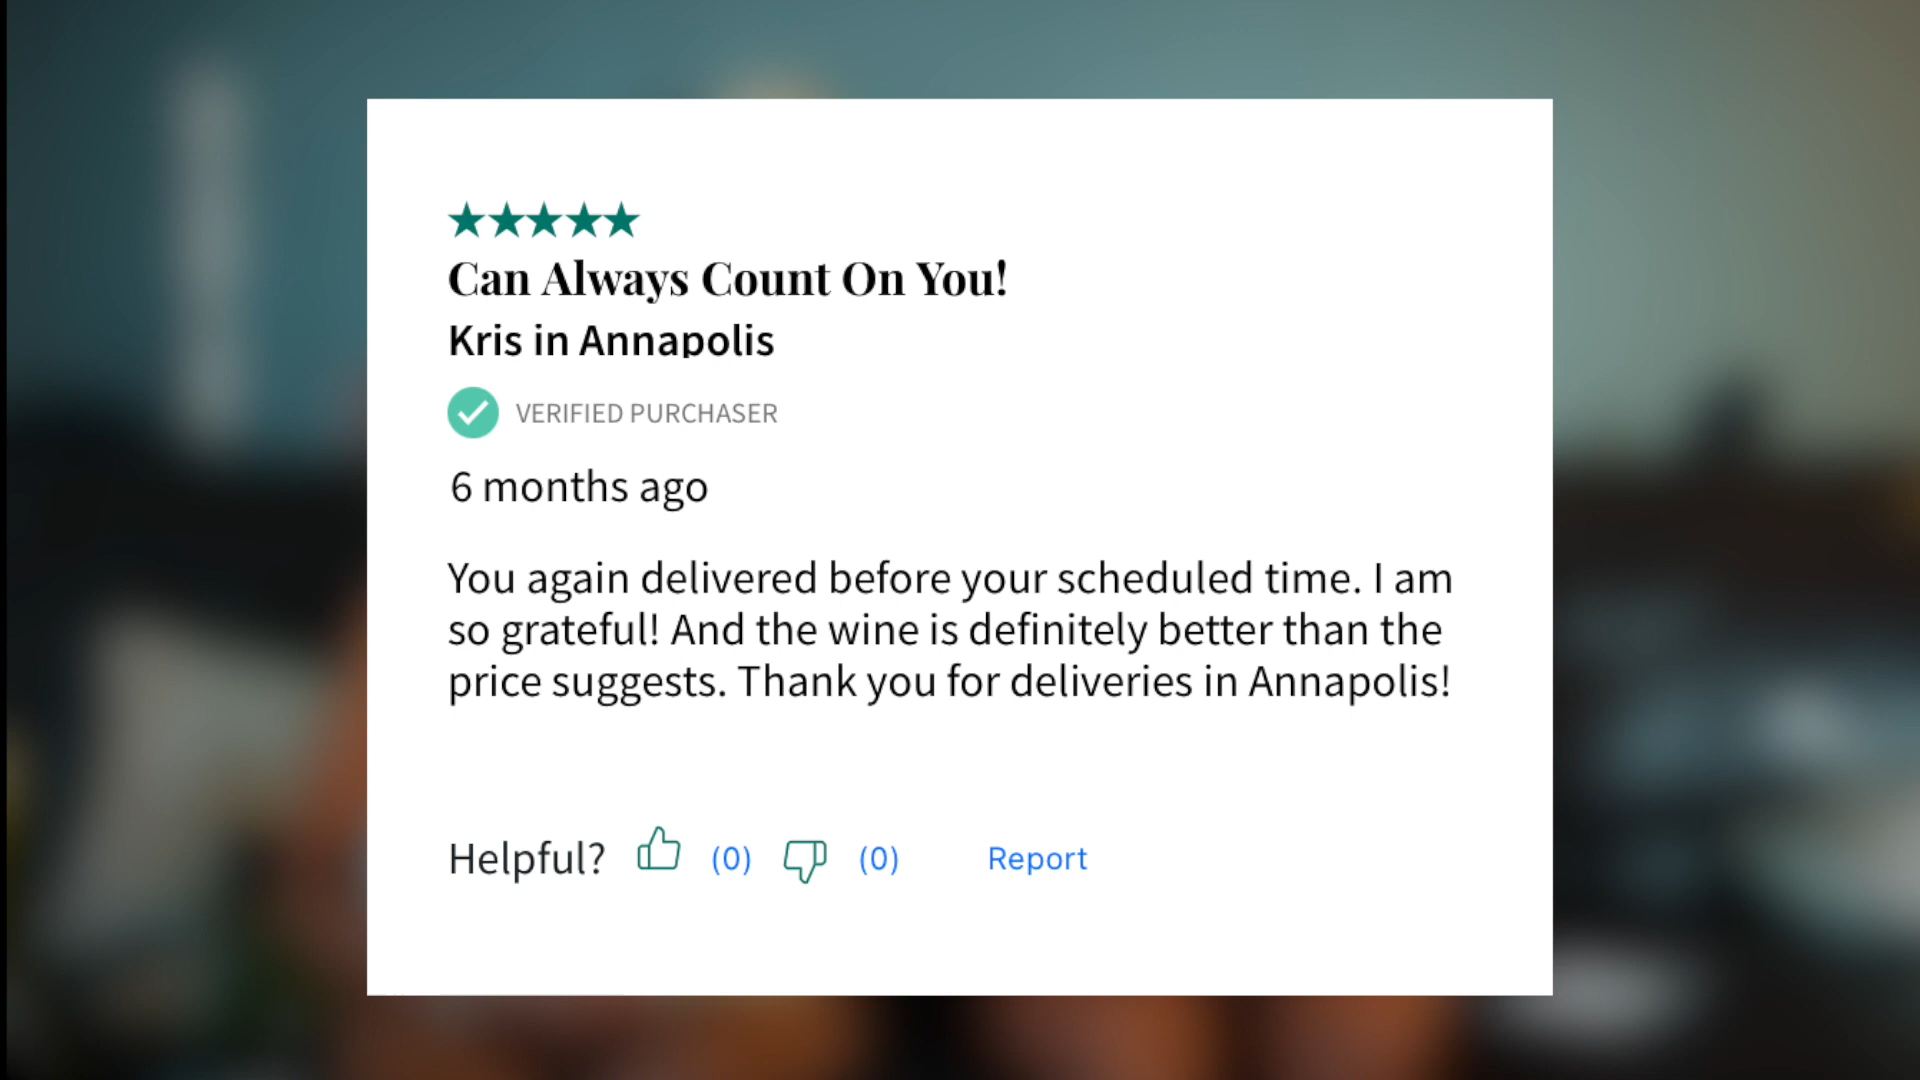 Can Always Count On You!
Kris in Annapolis
VERIFIED PURCHASER
6 months ago
You again delivered before your scheduled time. I am
so grateful! And the wine is definitely better than the
price suggests. Thank you for deliveries in Annapolis!
Helpful? (0) (0) Report